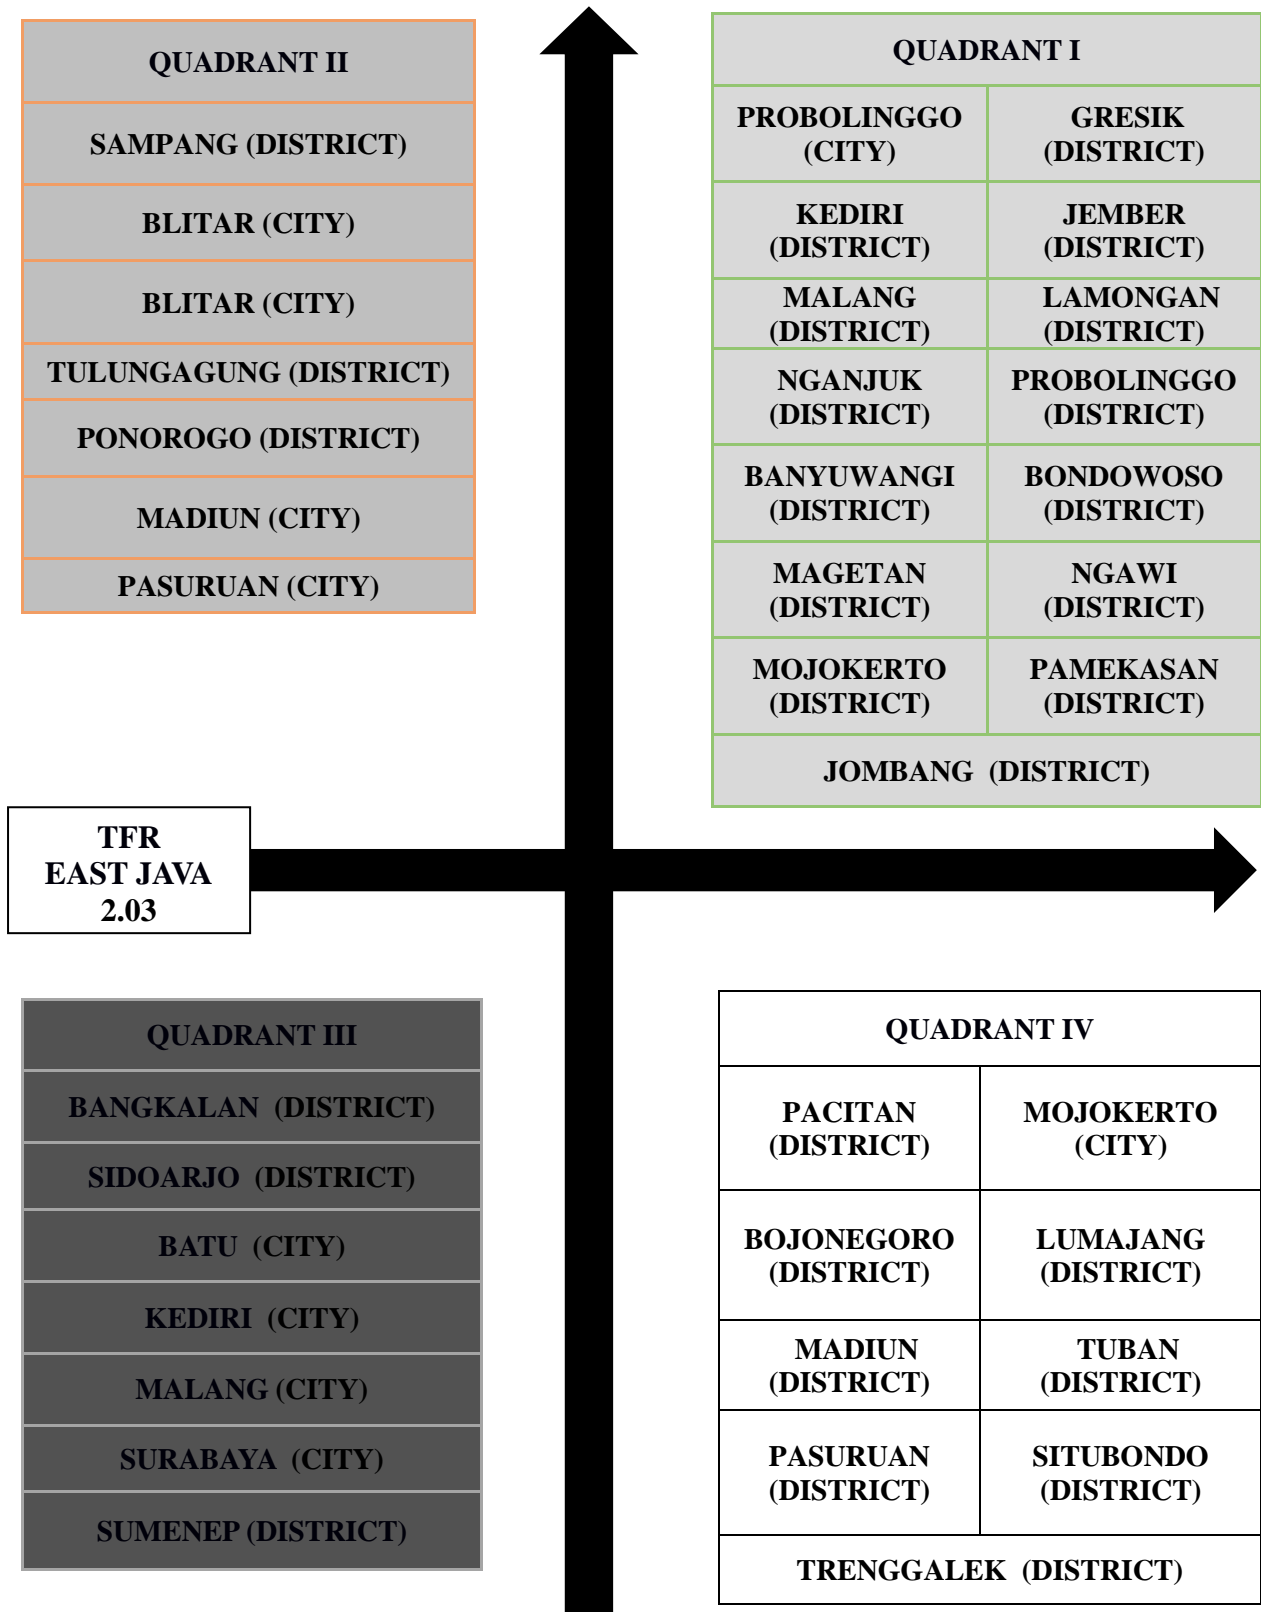 QUADRANT II
SAMPANG (DISTRICT)
BLITAR (CITY)
BLITAR (CITY)
TULUNGAGUNG (DISTRICT)
PONOROGO (DISTRICT)
MADIUN (CITY)
PASURUAN (CITY)
QUADRANT I
PROBOLINGGO
(CITY)
GRESIK
(DISTRICT)
KEDIRI
(DISTRICT)
JEMBER
(DISTRICT)
MALANG
(DISTRICT)
LAMONGAN
(DISTRICT)
NGANJUK
(DISTRICT)
PROBOLINGGO
(DISTRICT)
BANYUWANGI
(DISTRICT)
BONDOWOSO
(DISTRICT)
MAGETAN
(DISTRICT)
NGAWI
(DISTRICT)
MOJOKERTO
(DISTRICT)
PAMEKASAN
(DISTRICT)
JOMBANG (DISTRICT)
TFR
EAST JAVA
2.03
QUADRANT III
BANGKALAN (DISTRICT)
SIDOARJO (DISTRICT)
BATU (CITY)
KEDIRI (CITY)
MALANG (CITY)
SURABAYA (CITY)
SUMENEP (DISTRICT)
QUADRANT IV
PACITAN
(DISTRICT)
MOJOKERTO
(CITY)
BOJONEGORO
(DISTRICT)
LUMAJANG
(DISTRICT)
MADIUN
(DISTRICT)
TUBAN
(DISTRICT)
PASURUAN
(DISTRICT)
SITUBONDO
(DISTRICT)
TRENGGALEK (DISTRICT)